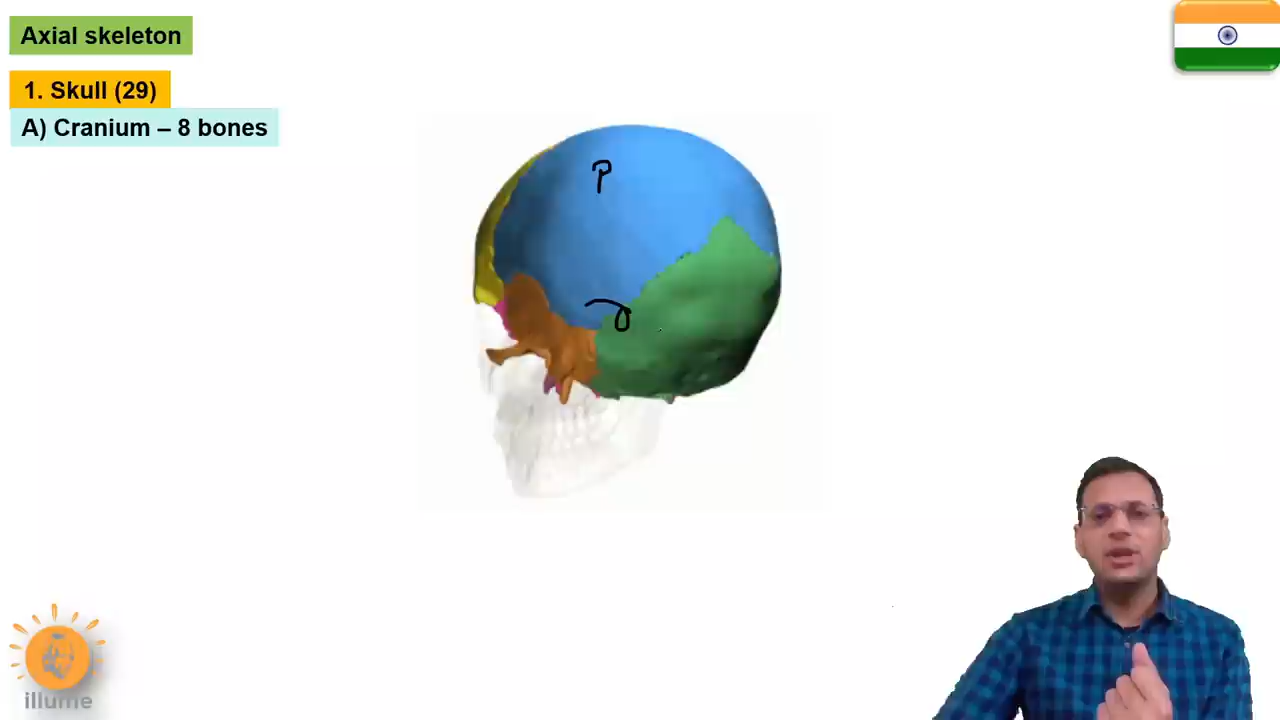 Axial skeleton
1. Skull (29)
A) Cranium – 8 bones
P
illume